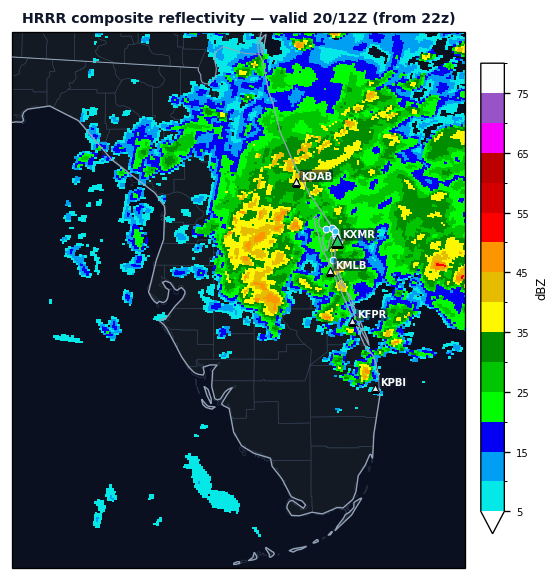 HRRR composite reflectivity — valid 20/12Z (from 22z)
KDAB
KXMR
KMLB
KFPR
KPBI
75
65
55
45
35
25
15
5
dBZ